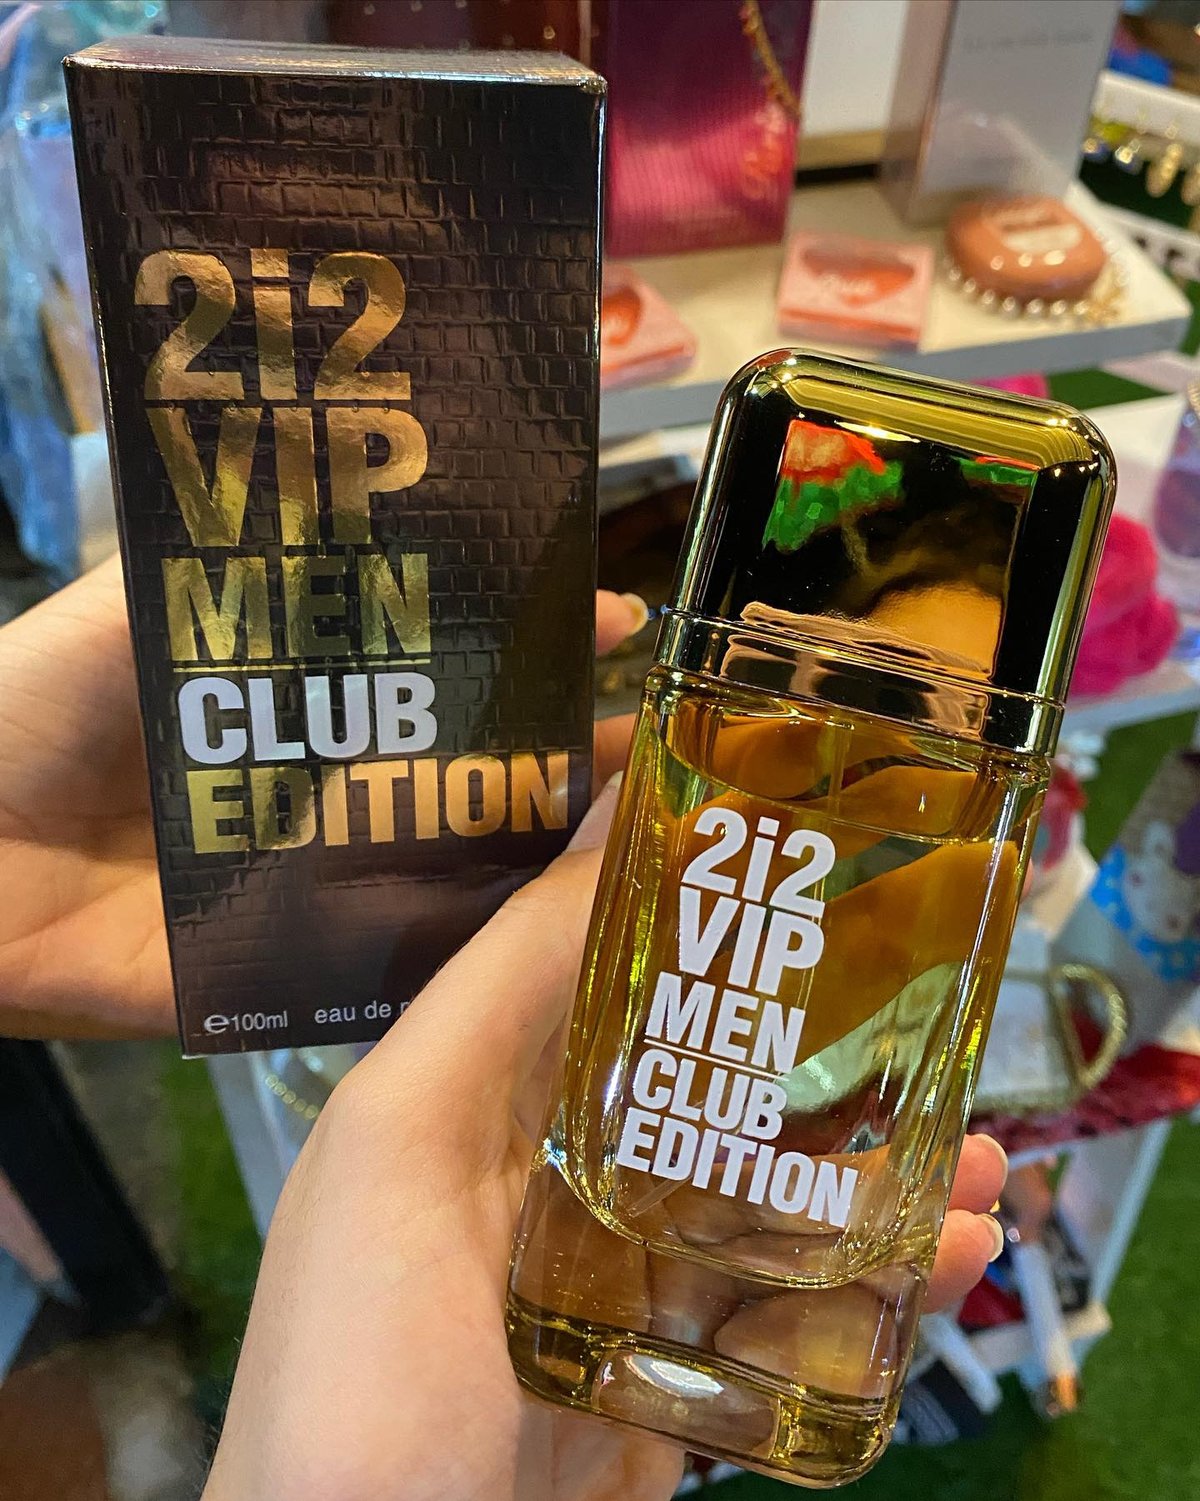 2i2
VIP
MEN
CLUB
EDITION
℮100ml eau de
2i2
VIP
MEN
CLUB
EDITION